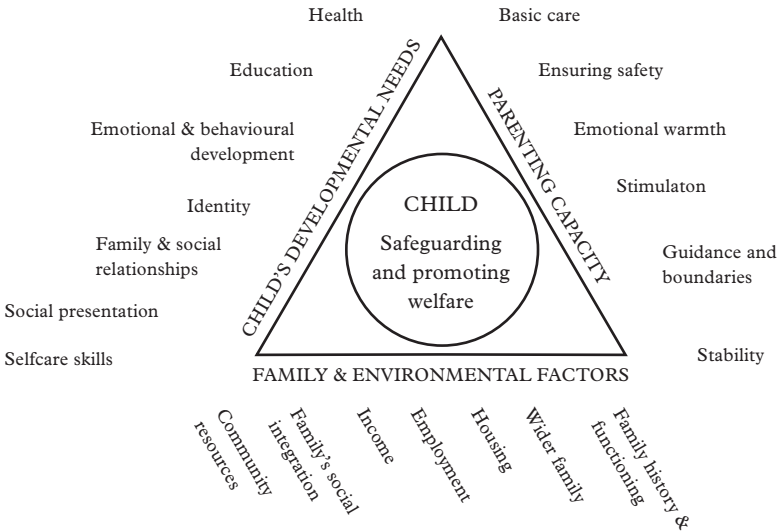 Health
Education
Emotional & behavioural
development
Identity
Family & social
relationships
Social presentation
Selfcare skills
CHILD'S DEVELOPMENTAL NEEDS
CHILD
Safeguarding
and promoting
welfare
PARENTING CAPACITY
Basic care
Ensuring safety
Emotional warmth
Stimulaton
Guidance and
boundaries
Stability
FAMILY & ENVIRONMENTAL FACTORS
Community
resources
Family's social
integration
Income
Employment
Housing
Wider family
Family history &
functioning